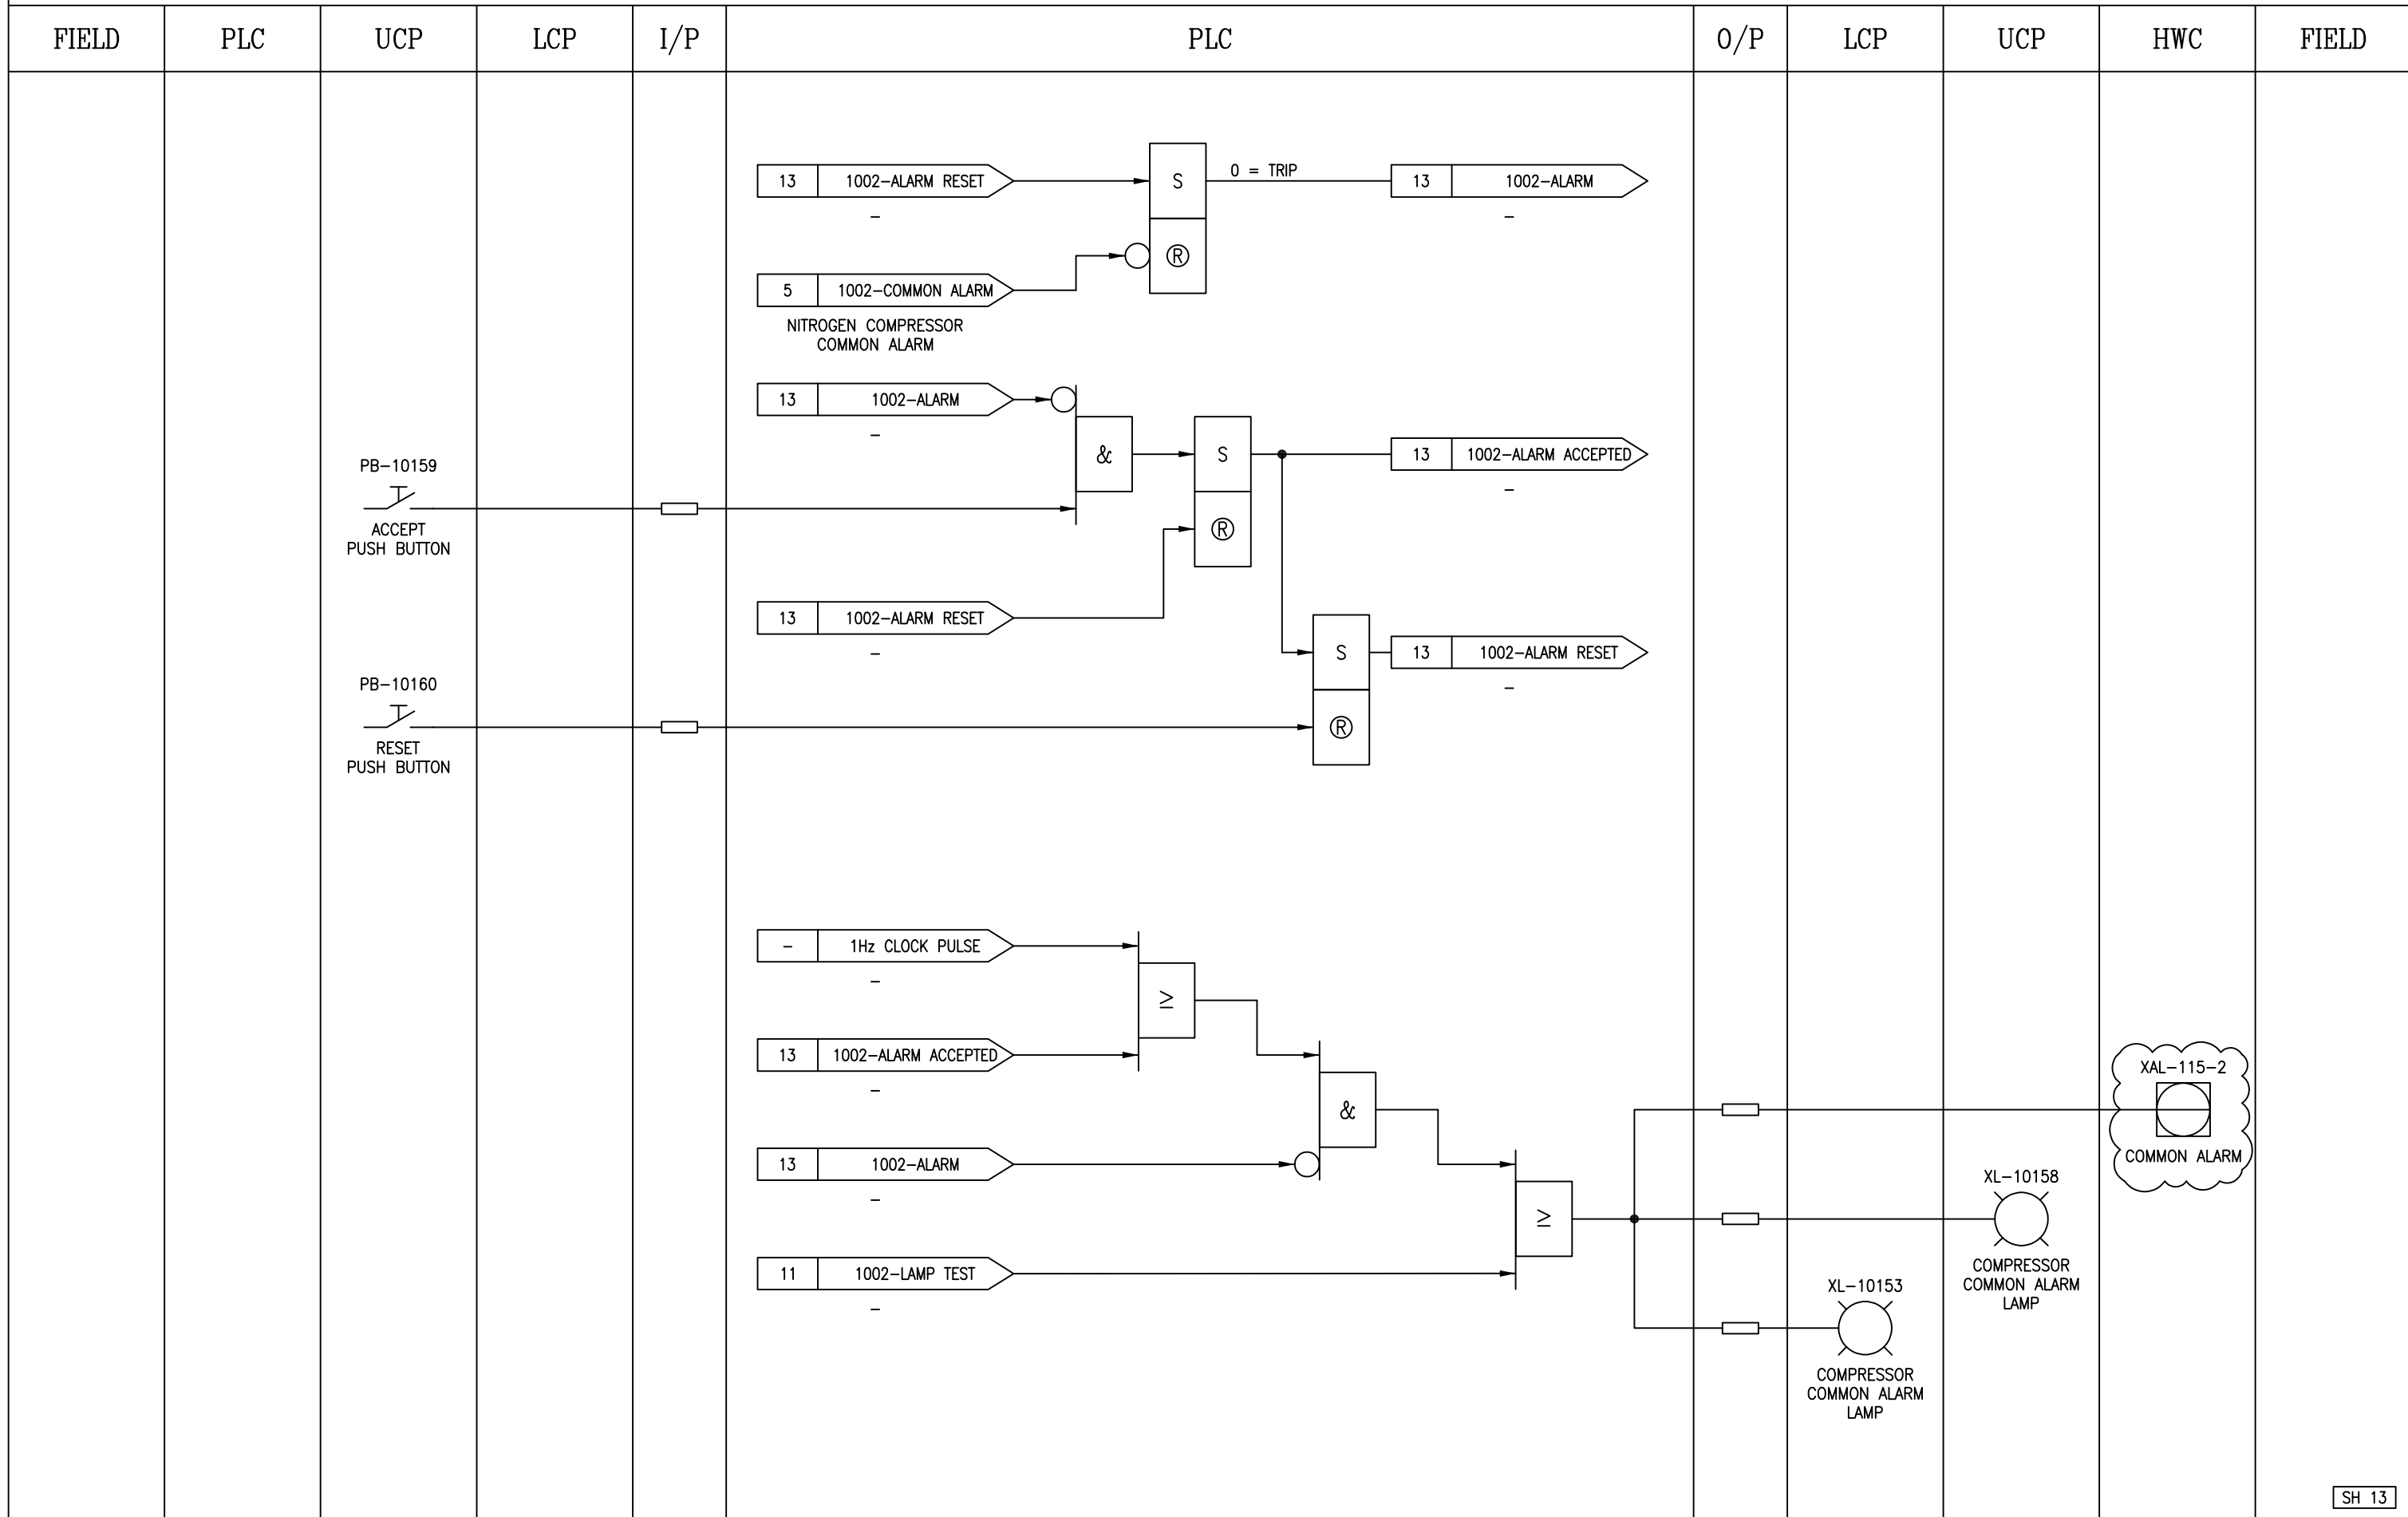 FIELD PLC UCP LCP I/P PLC O/P LCP UCP HWC FIELD
13 1002-ALARM RESET
-
S
0 = TRIP
13 1002-ALARM
-
Ⓡ
5 1002-COMMON ALARM
NITROGEN COMPRESSOR
COMMON ALARM
13 1002-ALARM
-
&
S
13 1002-ALARM ACCEPTED
-
PB-10159
ACCEPT
PUSH BUTTON
Ⓡ
13 1002-ALARM RESET
-
S
13 1002-ALARM RESET
-
PB-10160
RESET
PUSH BUTTON
Ⓡ
- 1Hz CLOCK PULSE
-
≥
13 1002-ALARM ACCEPTED
-
&
13 1002-ALARM
-
≥
11 1002-LAMP TEST
-
XAL-115-2
COMMON ALARM
XL-10158
COMPRESSOR
COMMON ALARM
LAMP
XL-10153
COMPRESSOR
COMMON ALARM
LAMP
SH 13